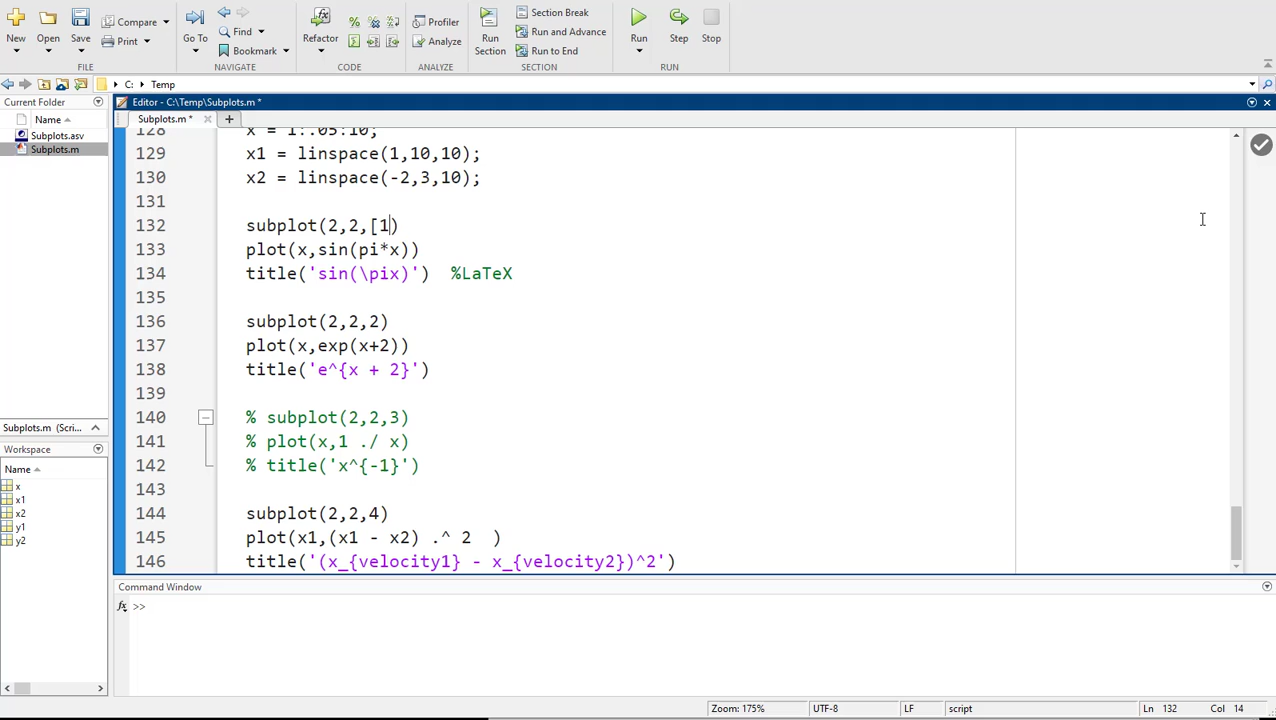 New
Open
Save
Compare
Print
FILE
Go To
Find
Bookmark
NAVIGATE
Refactor
CODE
Profiler
Analyze
ANALYZE
Run
Section
Section Break
Run and Advance
Run to End
SECTION
Run
Step
Stop
RUN
C:
Temp
Current Folder
Name
Subplots.asv
Subplots.m
Subplots.m (Scri...
Workspace
Name
x
x1
x2
y1
y2
Editor - C:\Temp\Subplots.m *
Subplots.m *
128 x = 1:.05:10;
129 x1 = linspace(1,10,10);
130 x2 = linspace(-2,3,10);
131
132 subplot(2,2,[1)
133 plot(x,sin(pi*x))
134 title('sin(\pix)')  %LaTeX
135
136 subplot(2,2,2)
137 plot(x,exp(x+2))
138 title('e^{x + 2}')
139
140 % subplot(2,2,3)
141 % plot(x,1 ./ x)
142 % title('x^{-1}')
143
144 subplot(2,2,4)
145 plot(x1,(x1 - x2) .^ 2  )
146 title('(x_{velocity1} - x_{velocity2})^2')
Command Window
fx >>
Zoom: 175%
UTF-8
LF
script
Ln 132
Col 14